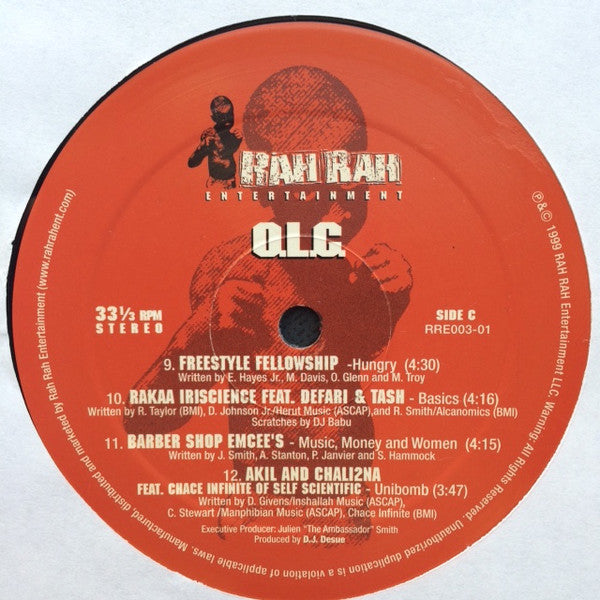 RAH RAH
ENTERTAINMENT
O.L.C.
33⅓ RPM
STEREO
SIDE C
RRE003-01
9. FREESTYLE FELLOWSHIP -Hungry (4:30)
Written by E. Hayes Jr., M. Davis, O. Glenn and M. Troy
10. RAKAA IRISCIENCE FEAT. DEFARI & TASH - Basics (4:16)
Written by R. Taylor (BMI), D. Johnson Jr./Herut Music (ASCAP),and R. Smith/Alcanomics (BMI)
Scratches by DJ Babu
11. BARBER SHOP EMCEE'S - Music, Money and Women (4:15)
Written by J. Smith, A. Stanton, P. Janvier and S. Hammock
12. AKIL AND CHALI2NA
FEAT. CHACE INFINITE OF SELF SCIENTIFIC - Unibomb (3:47)
Written by D. Givens/Inshallah Music (ASCAP),
C. Stewart /Manphibian Music (ASCAP), Chace Infinite (BMI)
Executive Producer: Julien "The Ambassador" Smith
Produced by D.J. Desue
℗ & © 1999 RAH RAH Entertainment LLC. Warning- All Rights Reserved. Unauthorized duplication is a violation of applicable laws. Manufactured, distributed and marketed by Rah Rah Entertainment (www.rahrahent.com)